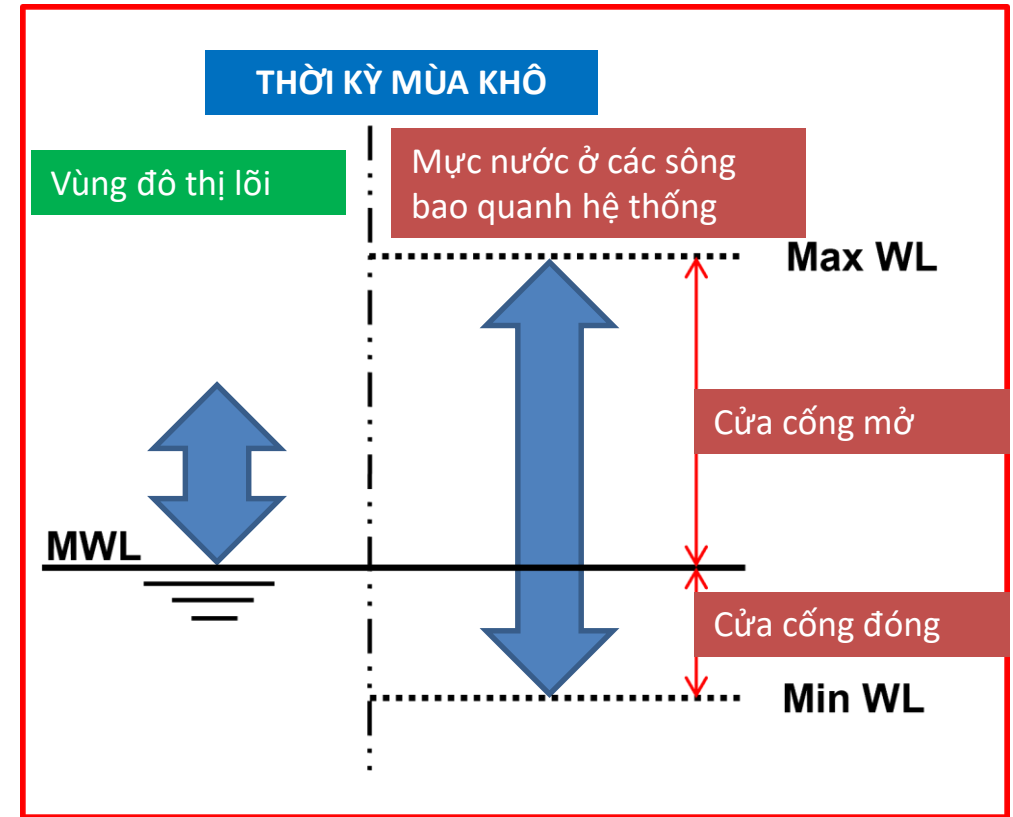 THỜI KỲ MÙA KHÔ
Vùng đô thị lõi
Mực nước ở các sông
bao quanh hệ thống
Max WL
Cửa cống mở
MWL
Cửa cống đóng
Min WL